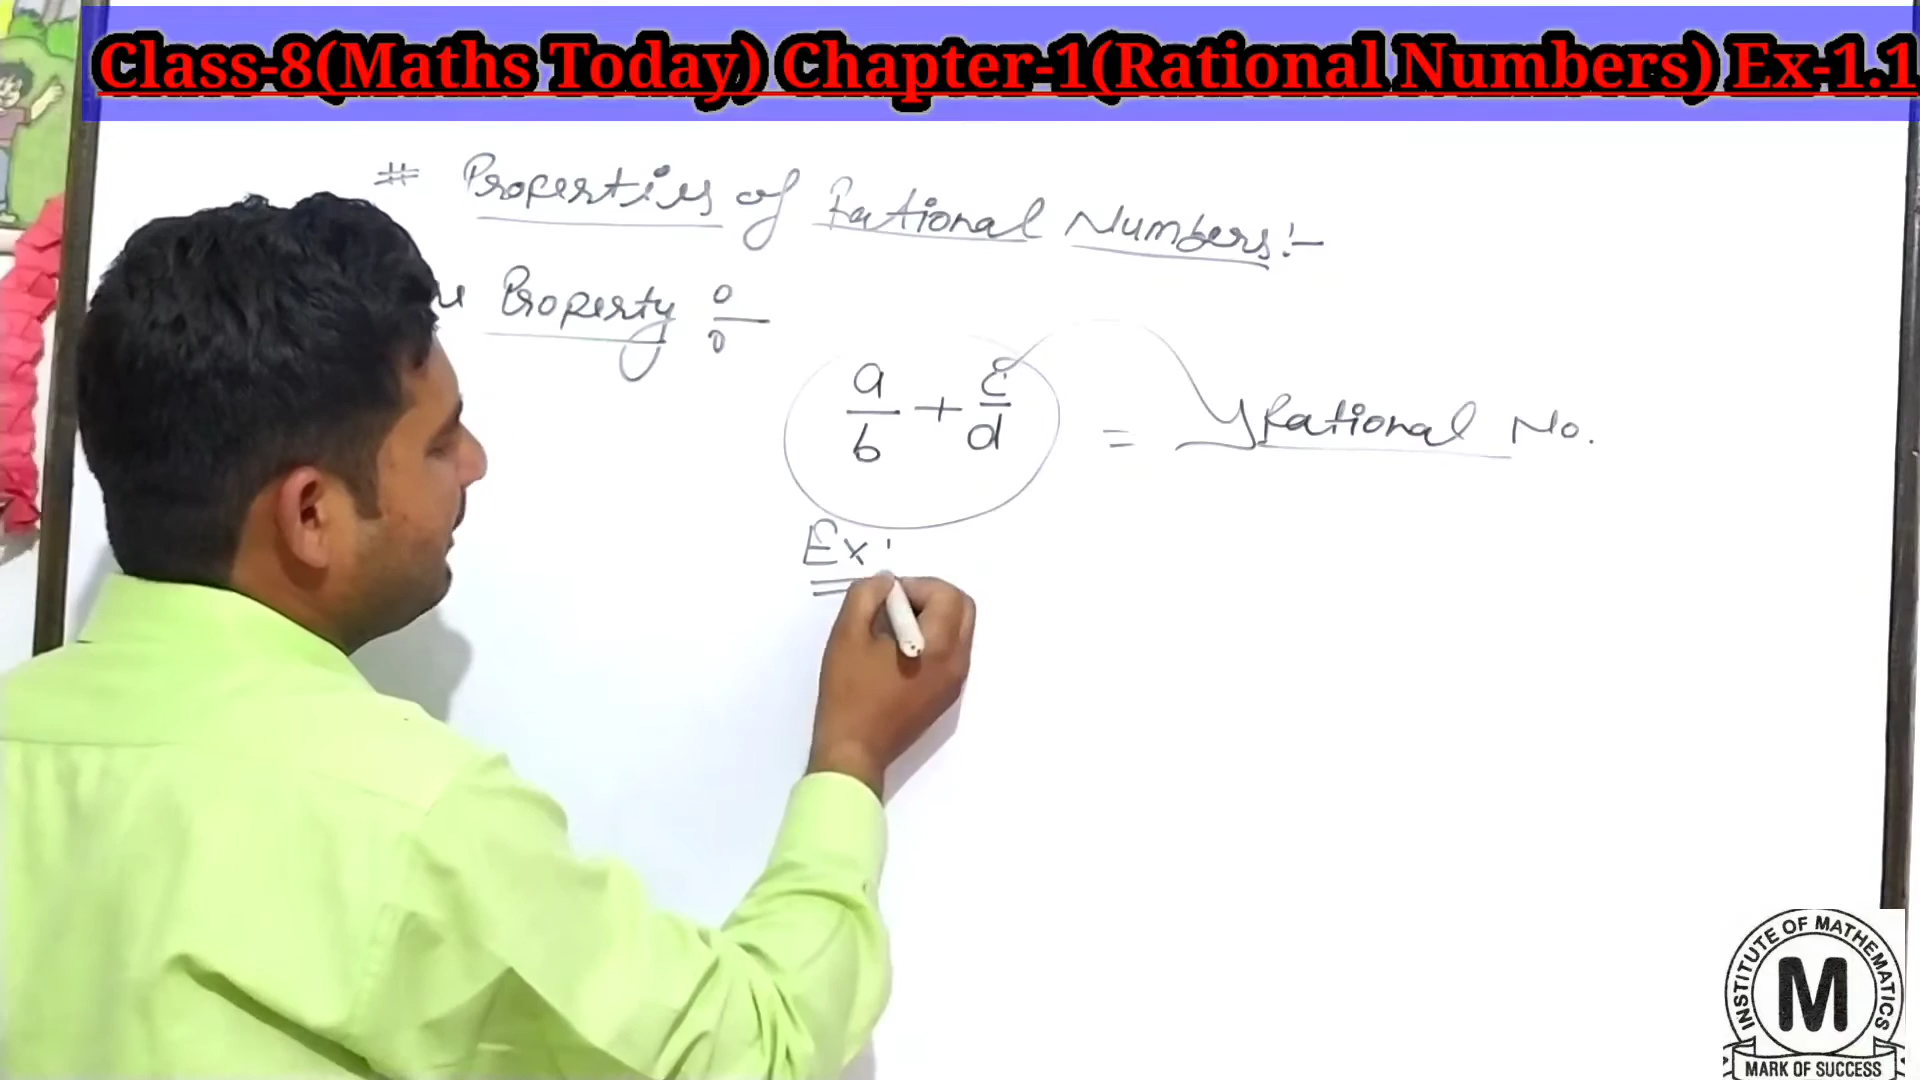 Class-8(Maths Today) Chapter-1(Rational Numbers) Ex-1.1
# Properties of Rational Numbers:-
Property :-
a/b + c/d = Rational No.
Ex:
INSTITUTE OF MATHEMATICS
M
MARK OF SUCCESS